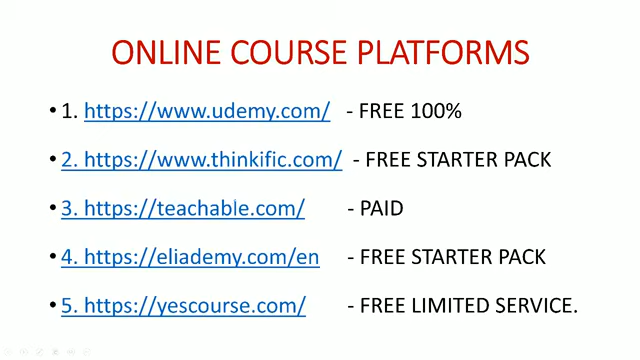 ONLINE COURSE PLATFORMS
• 1. https://www.udemy.com/ - FREE 100%
• 2. https://www.thinkific.com/ - FREE STARTER PACK
• 3. https://teachable.com/ - PAID
• 4. https://eliademy.com/en - FREE STARTER PACK
• 5. https://yescourse.com/ - FREE LIMITED SERVICE.